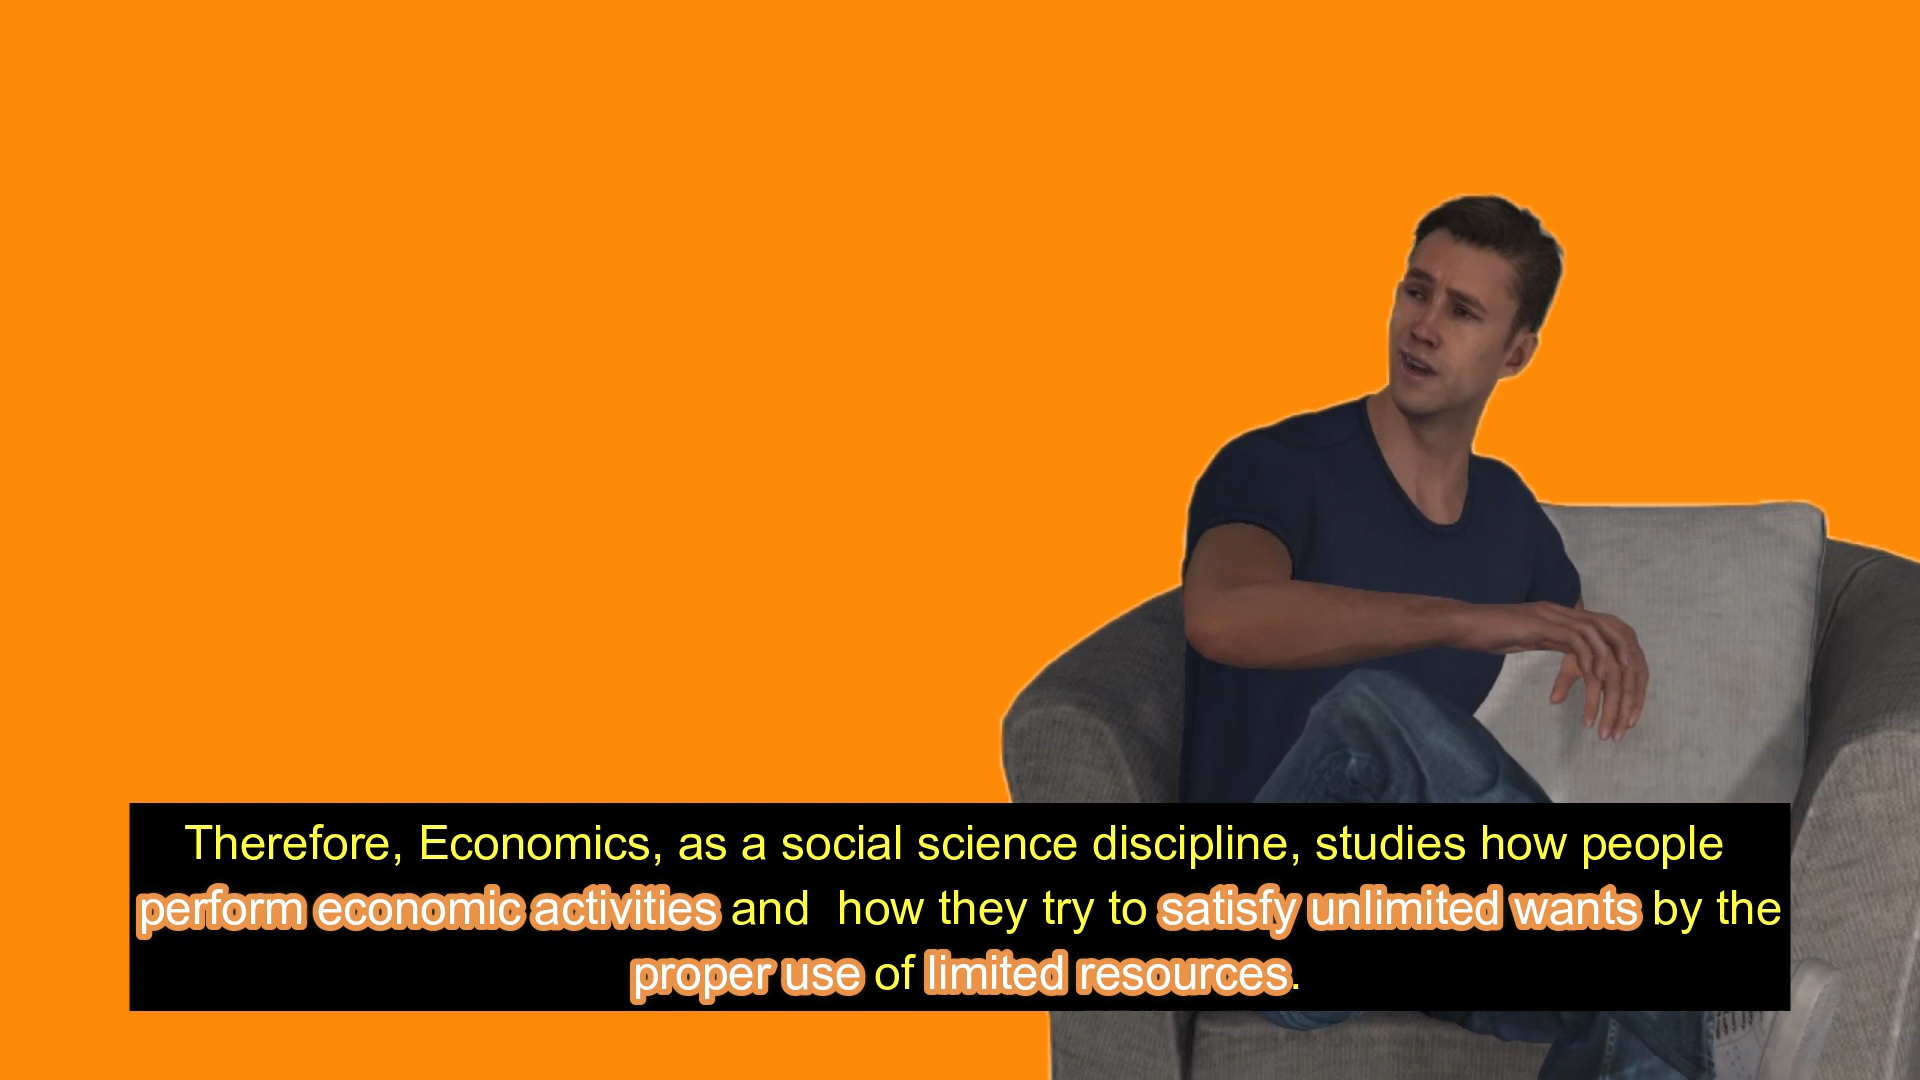 Therefore, Economics, as a social science discipline, studies how people
perform economic activities and  how they try to satisfy unlimited wants by the
proper use of limited resources.